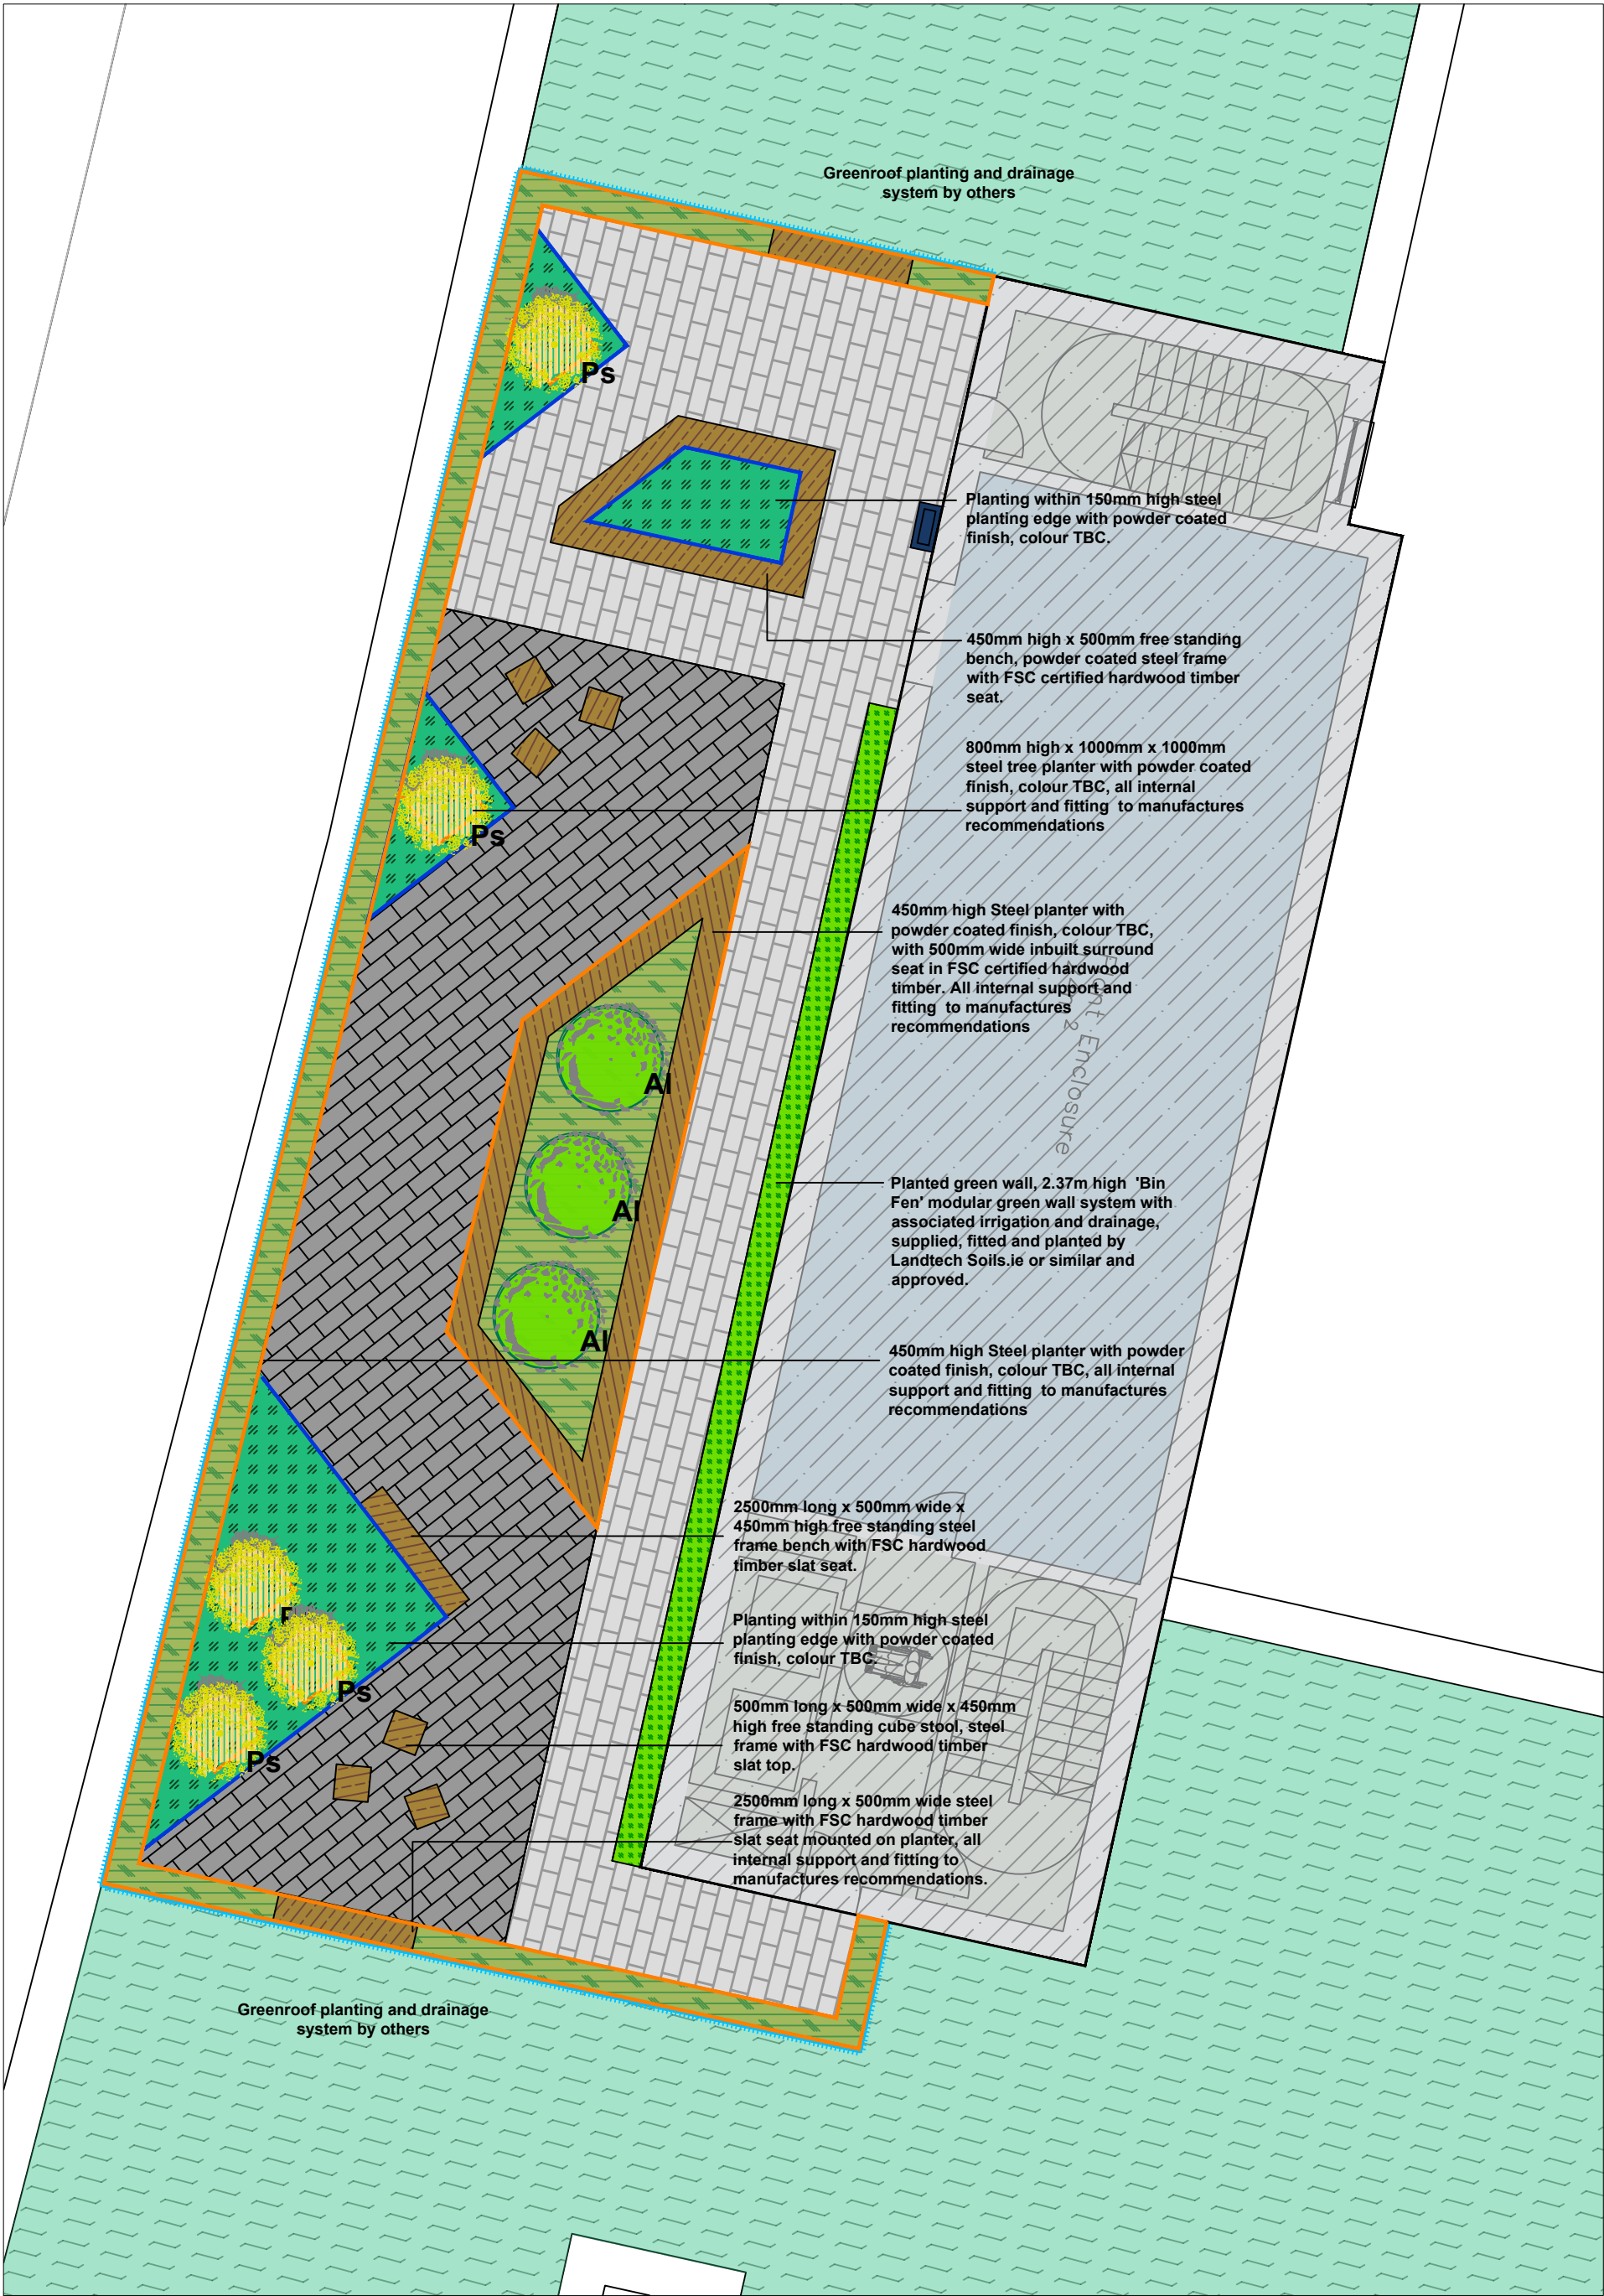 Greenroof planting and drainage
system by others
Ps
Planting within 150mm high steel
planting edge with powder coated
finish, colour TBC.
450mm high x 500mm free standing
bench, powder coated steel frame
with FSC certified hardwood timber
seat.
800mm high x 1000mm x 1000mm
steel tree planter with powder coated
finish, colour TBC, all internal
support and fitting to manufactures
recommendations
Ps
450mm high Steel planter with
powder coated finish, colour TBC,
with 500mm wide inbuilt surround
seat in FSC certified hardwood
timber. All internal support and
fitting to manufactures
recommendations
Enclosure
Al
Planted green wall, 2.37m high 'Bin
Fen' modular green wall system with
associated irrigation and drainage,
supplied, fitted and planted by
Landtech Soils.ie or similar and
approved.
Al
Al
450mm high Steel planter with powder
coated finish, colour TBC, all internal
support and fitting to manufactures
recommendations
2500mm long x 500mm wide x
450mm high free standing steel
frame bench with FSC hardwood
timber slat seat.
Planting within 150mm high steel
planting edge with powder coated
finish, colour TBC.
Ps
500mm long x 500mm wide x 450mm
high free standing cube stool, steel
frame with FSC hardwood timber
slat top.
Ps
2500mm long x 500mm wide steel
frame with FSC hardwood timber
slat seat mounted on planter, all
internal support and fitting to
manufactures recommendations.
Greenroof planting and drainage
system by others